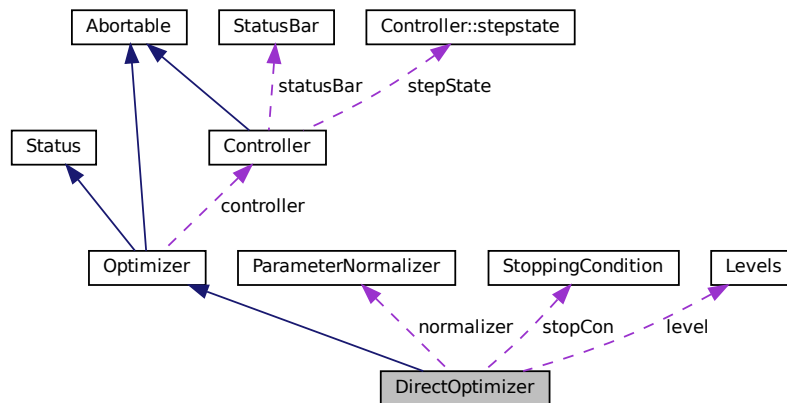 Abortable
StatusBar
Controller::stepstate
statusBar
stepState
Status
Controller
controller
Optimizer
ParameterNormalizer
StoppingCondition
Levels
normalizer
stopCon
level
DirectOptimizer